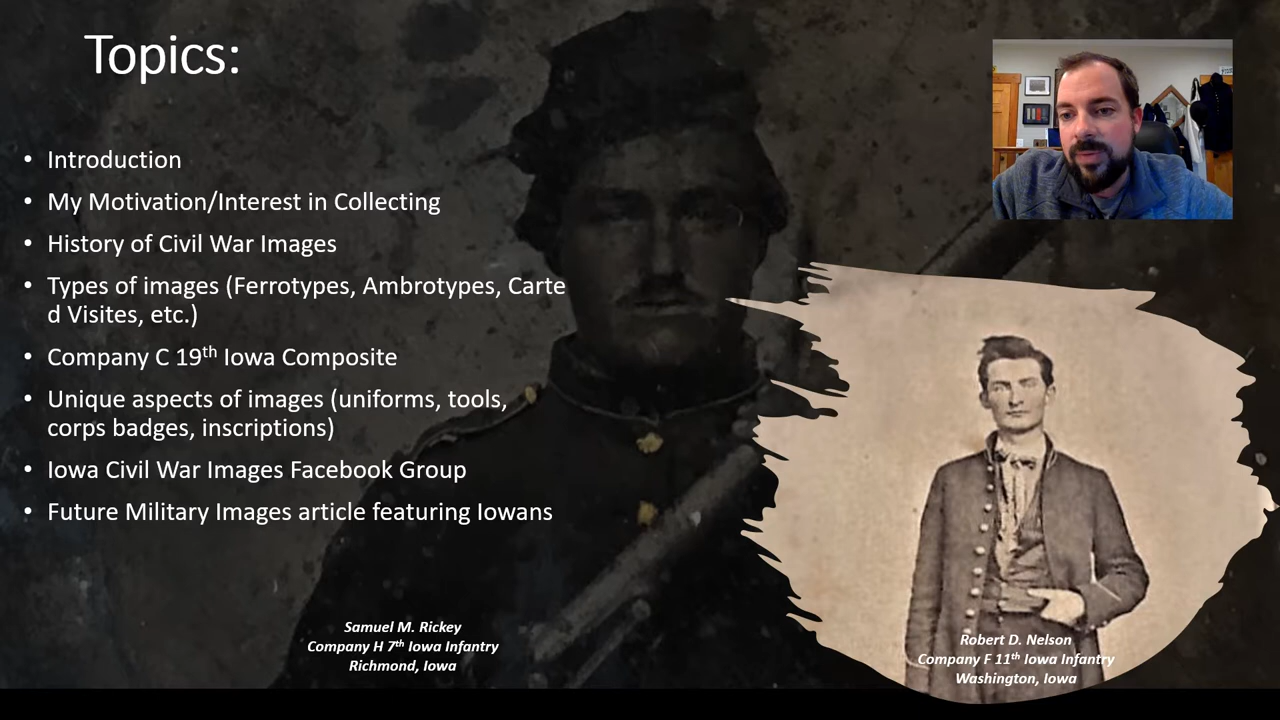 Topics:
• Introduction
• My Motivation/Interest in Collecting
• History of Civil War Images
• Types of images (Ferrotypes, Ambrotypes, Carte
d Visites, etc.)
• Company C 19th Iowa Composite
• Unique aspects of images (uniforms, tools,
corps badges, inscriptions)
• Iowa Civil War Images Facebook Group
• Future Military Images article featuring Iowans
Samuel M. Rickey
Company H 7th Iowa Infantry
Richmond, Iowa
Robert D. Nelson
Company F 11th Iowa Infantry
Washington, Iowa